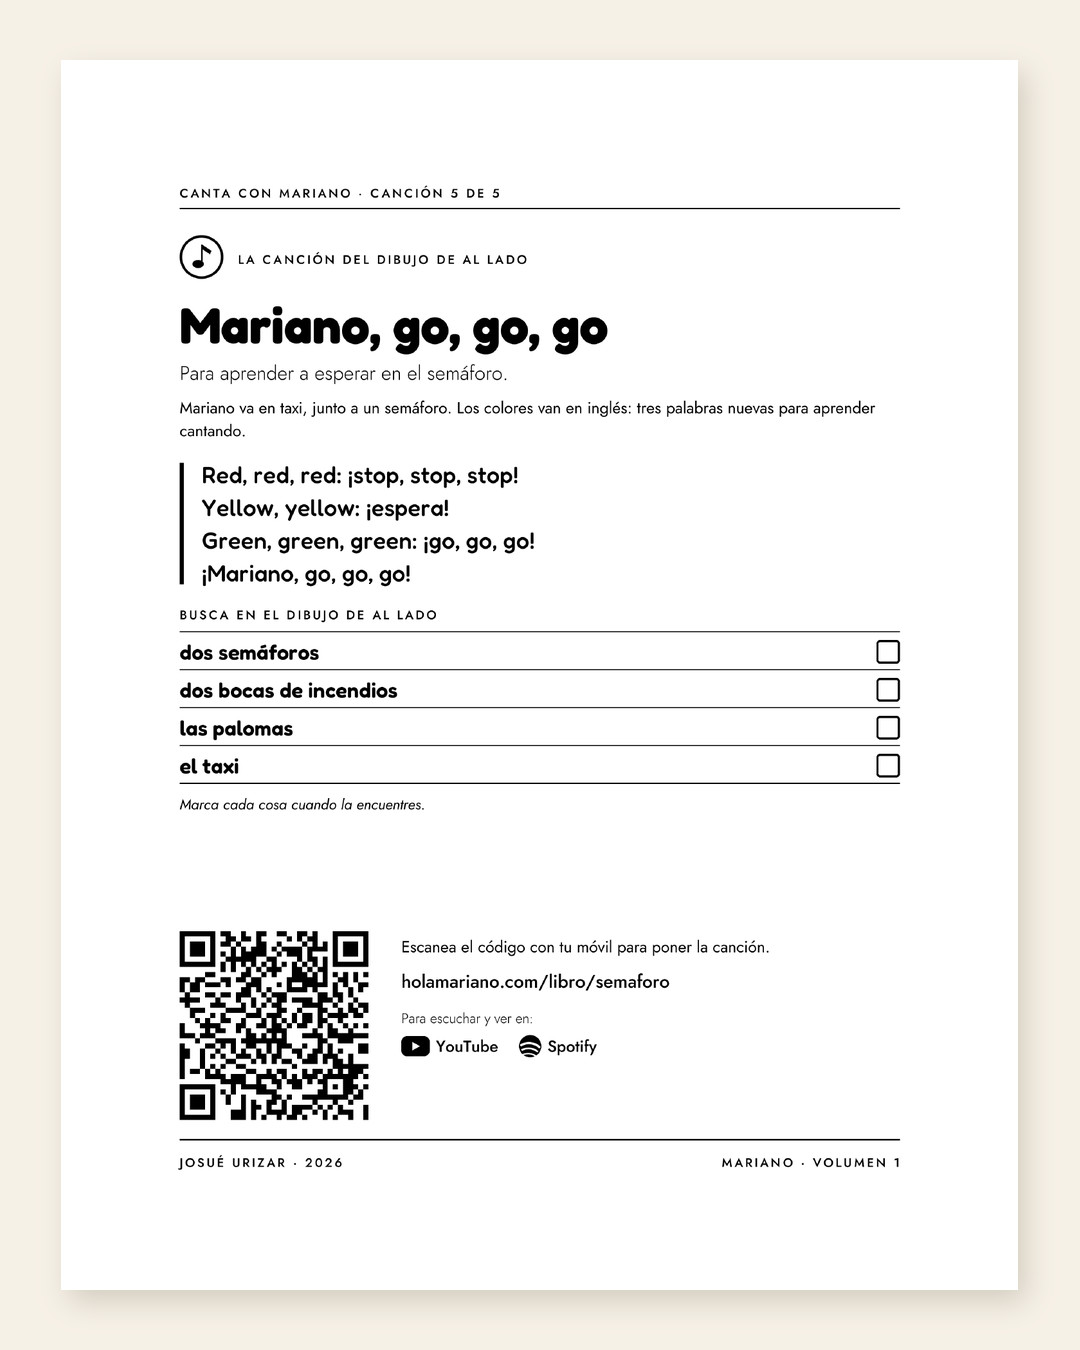 CANTA CON MARIANO · CANCIÓN 5 DE 5
LA CANCIÓN DEL DIBUJO DE AL LADO
Mariano, go, go, go
Para aprender a esperar en el semáforo.
Mariano va en taxi, junto a un semáforo. Los colores van en inglés: tres palabras nuevas para aprender
cantando.
Red, red, red: ¡stop, stop, stop!
Yellow, yellow: ¡espera!
Green, green, green: ¡go, go, go!
¡Mariano, go, go, go!
BUSCA EN EL DIBUJO DE AL LADO
dos semáforos
dos bocas de incendios
las palomas
el taxi
Marca cada cosa cuando la encuentres.
Escanea el código con tu móvil para poner la canción.
holamariano.com/libro/semaforo
Para escuchar y ver en:
YouTube Spotify
JOSUÉ URIZAR · 2026 MARIANO · VOLUMEN 1